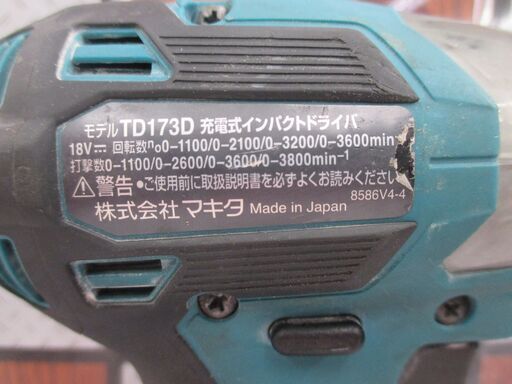 モデル TD173D 充電式インパクトドライバ
18V⎓ 回転数n₀0-1100/0-2100/0-3200/0-3600min⁻
打撃数0-1100/0-2600/0-3600/0-3800min⁻¹
⚠警告・ご使用前に取扱説明書を必ずよくお読みください
株式会社 マキタ Made in Japan 8586V4-4